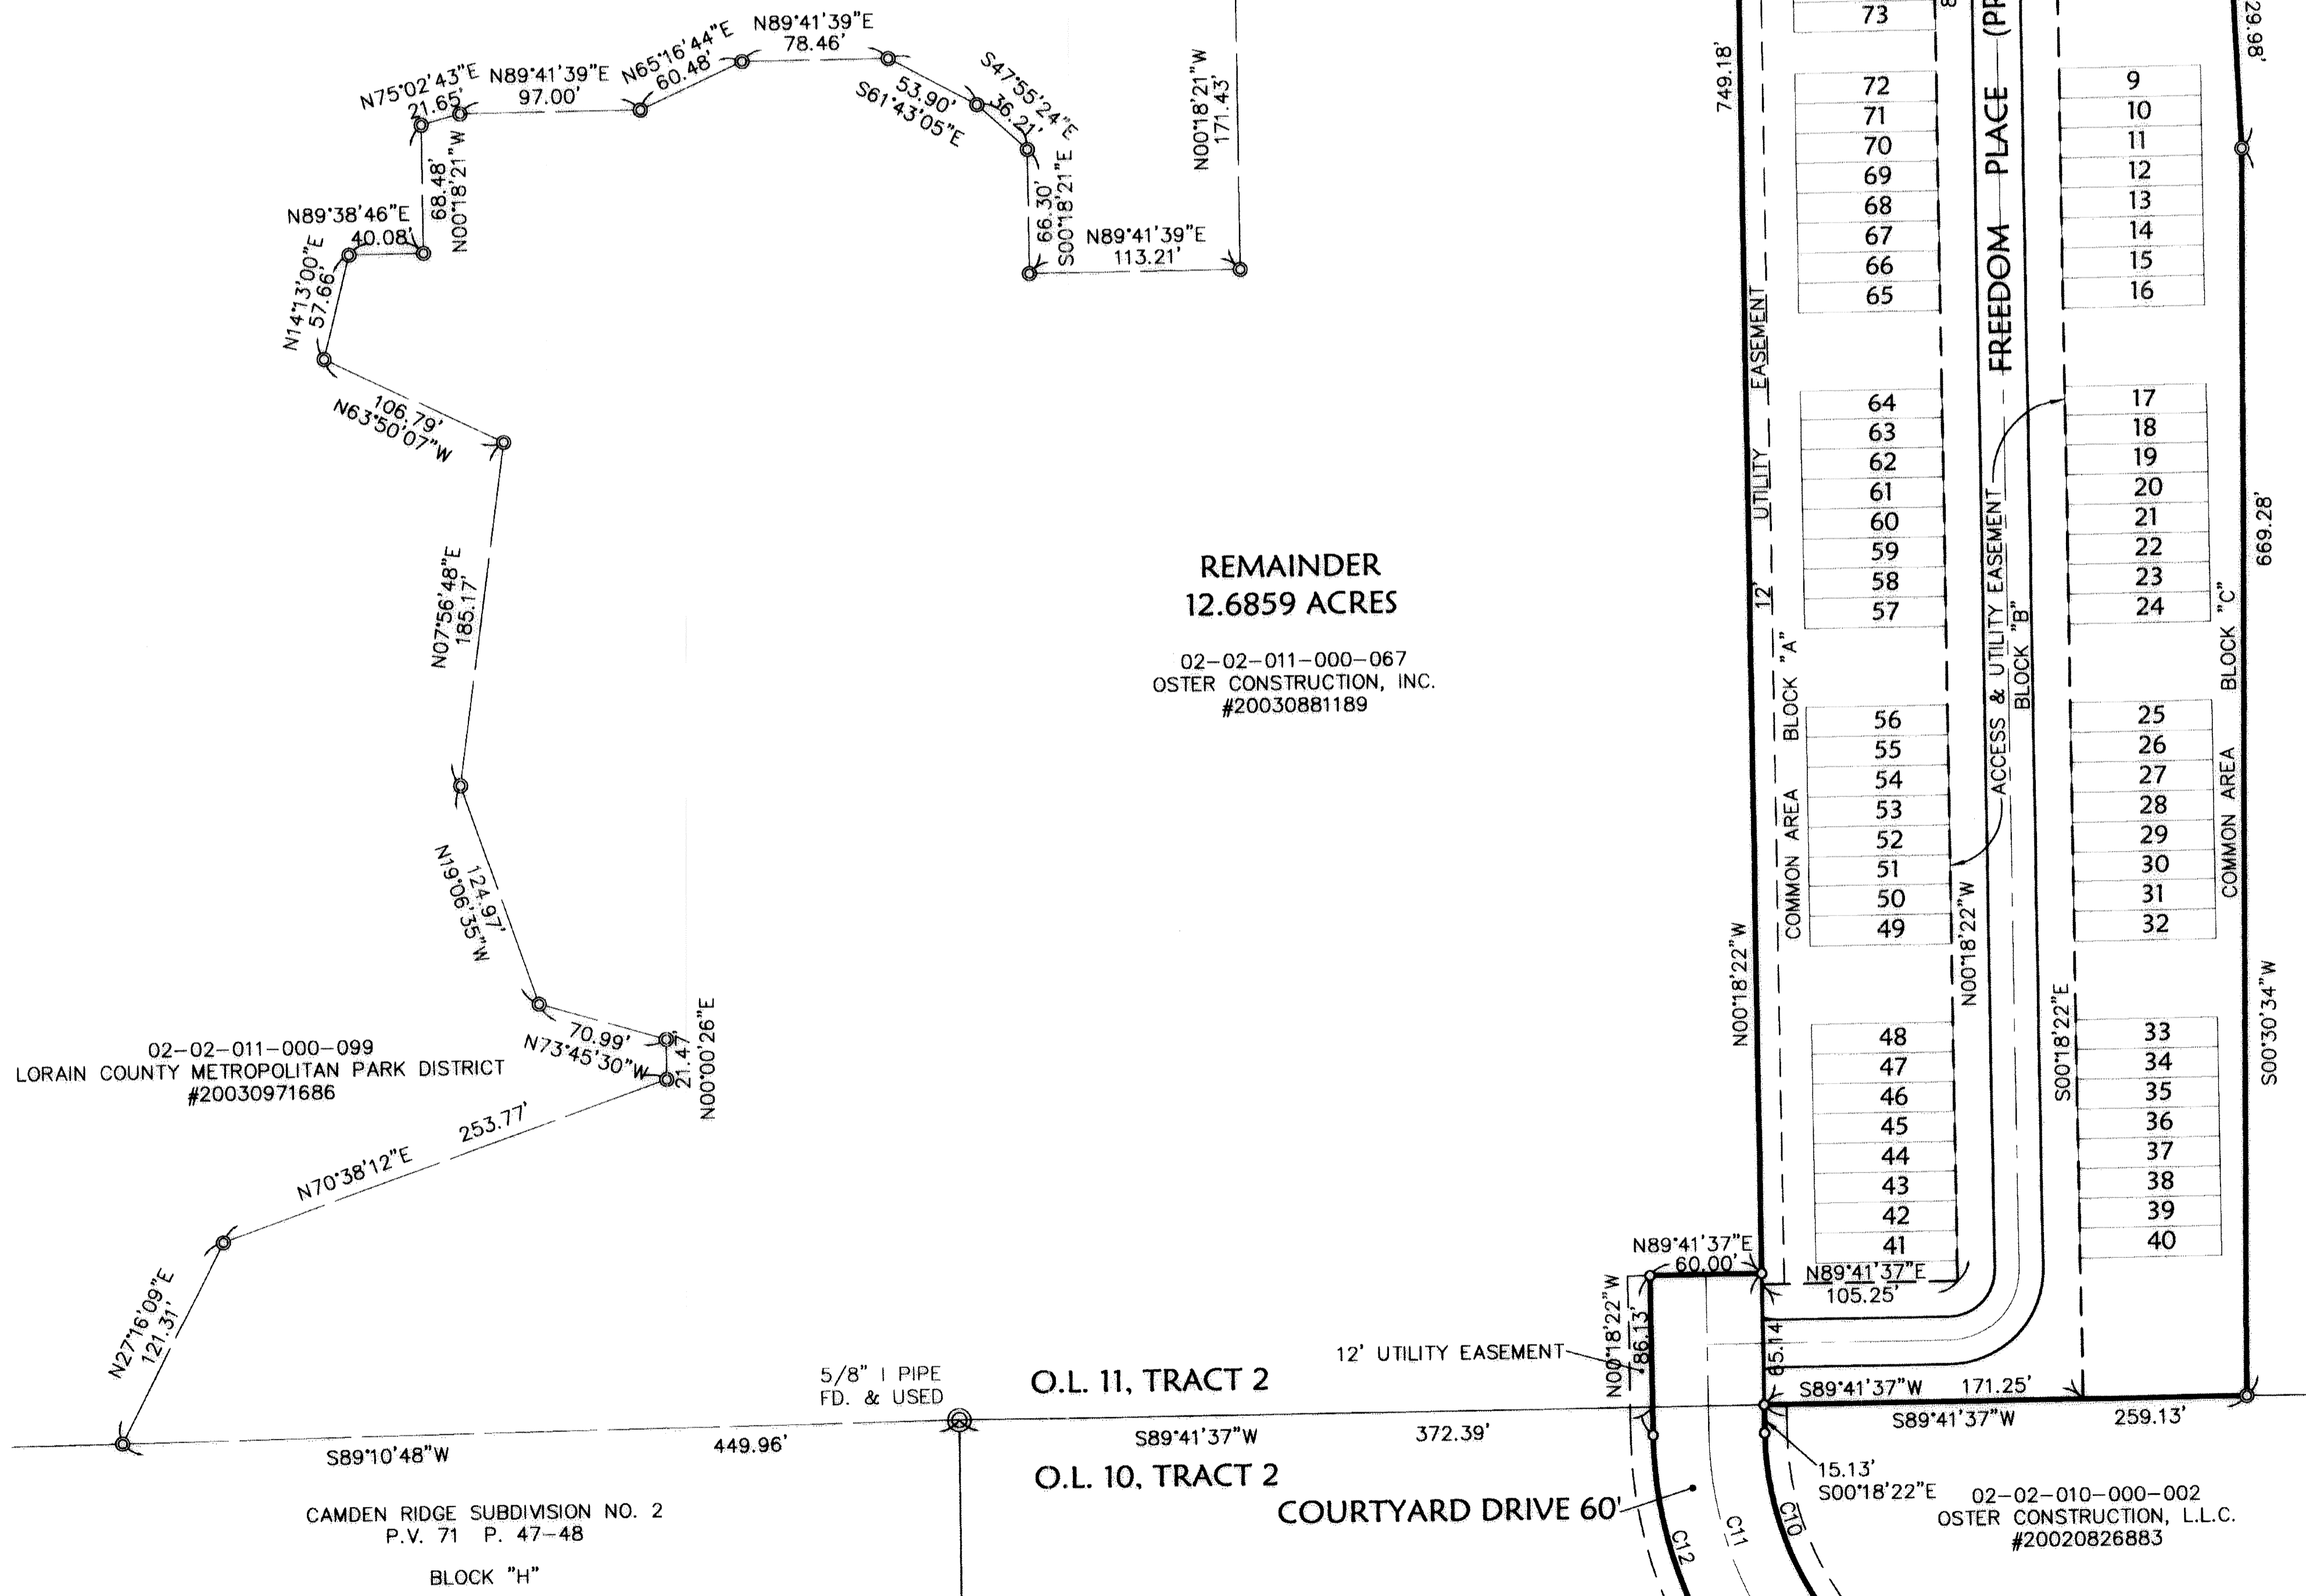 N89°41'39"E
78.46'
N65°16'44"E
60.48'
N89°41'39"E
97.00'
N75°02'43"E
21.65'
53.90'
S61°43'05"E
S47°55'24"E
36.21'
68.48'
N00°18'21"W
N89°38'46"E
40.08'
N14°13'00"E
57.66'
66.30'
S00°18'21"E
N89°41'39"E
113.21'
N00°18'21"W
171.43'
106.79'
N63°50'07"W
N07°56'48"E
185.17'
124.97'
N19°06'35"W
70.99'
N73°45'30"W
21.47'
N00°00'26"E
02-02-011-000-099
LORAIN COUNTY METROPOLITAN PARK DISTRICT
#20030971686
253.77'
N70°38'12"E
N27°16'09"E
121.31'
S89°10'48"W 449.96'
CAMDEN RIDGE SUBDIVISION NO. 2
P.V. 71 P. 47-48
BLOCK "H"
REMAINDER
12.6859 ACRES
02-02-011-000-067
OSTER CONSTRUCTION, INC.
#20030881189
5/8" I PIPE
FD. & USED
O.L. 11, TRACT 2
S89°41'37"W 372.39'
O.L. 10, TRACT 2
COURTYARD DRIVE 60'
12' UTILITY EASEMENT
N00°18'22"W
86.13'
N89°41'37"E
60.00'
C12
C11
C10
749.18'
12' UTILITY EASEMENT
N00°18'22"W
COMMON AREA BLOCK "A"
73
72
71
70
69
68
67
66
65
64
63
62
61
60
59
58
57
56
55
54
53
52
51
50
49
48
47
46
45
44
43
42
41
N89°41'37"E
105.25'
65.14'
N00°18'22"W
FREEDOM PLACE (PR
ACCESS & UTILITY EASEMENT
BLOCK "B"
S00°18'22"E
9
10
11
12
13
14
15
16
17
18
19
20
21
22
23
24
25
26
27
28
29
30
31
32
33
34
35
36
37
38
39
40
COMMON AREA BLOCK "C"
29.98'
669.28'
S00°30'34"W
S89°41'37"W 171.25'
S89°41'37"W 259.13'
15.13'
S00°18'22"E
02-02-010-000-002
OSTER CONSTRUCTION, L.L.C.
#20020826883